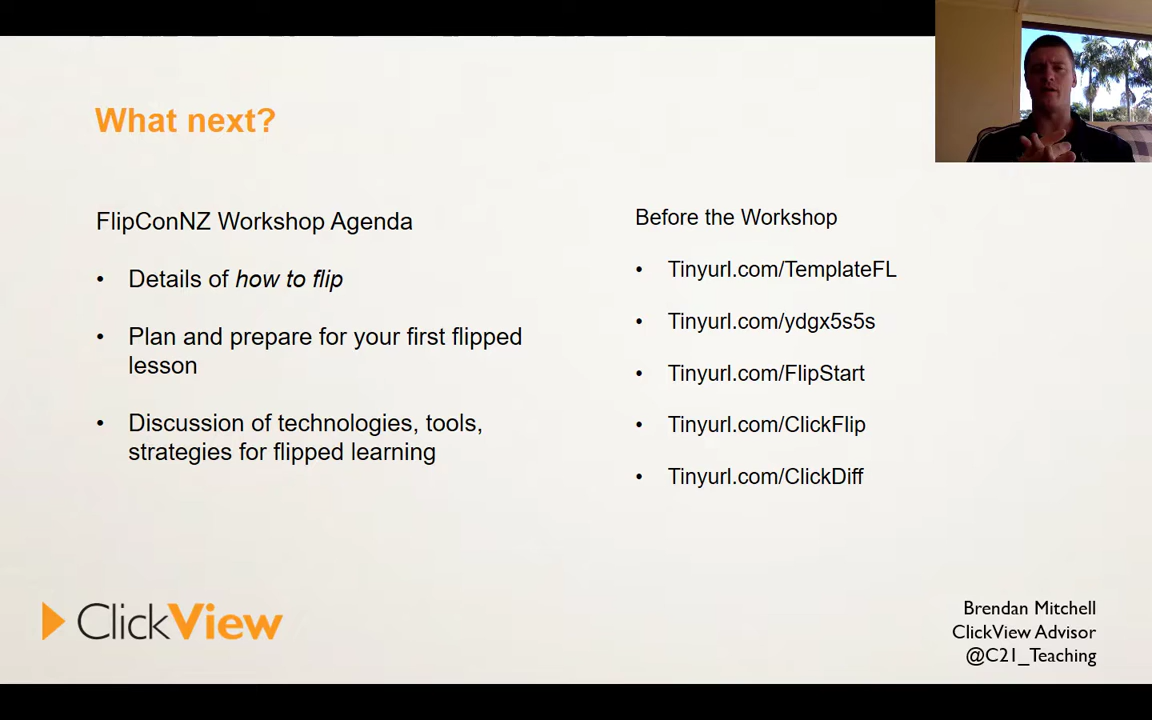 What next?
FlipConNZ Workshop Agenda
• Details of how to flip
• Plan and prepare for your first flipped
lesson
• Discussion of technologies, tools,
strategies for flipped learning
Before the Workshop
• Tinyurl.com/TemplateFL
• Tinyurl.com/ydgx5s5s
• Tinyurl.com/FlipStart
• Tinyurl.com/ClickFlip
• Tinyurl.com/ClickDiff
ClickView
Brendan Mitchell
ClickView Advisor
@C21_Teaching